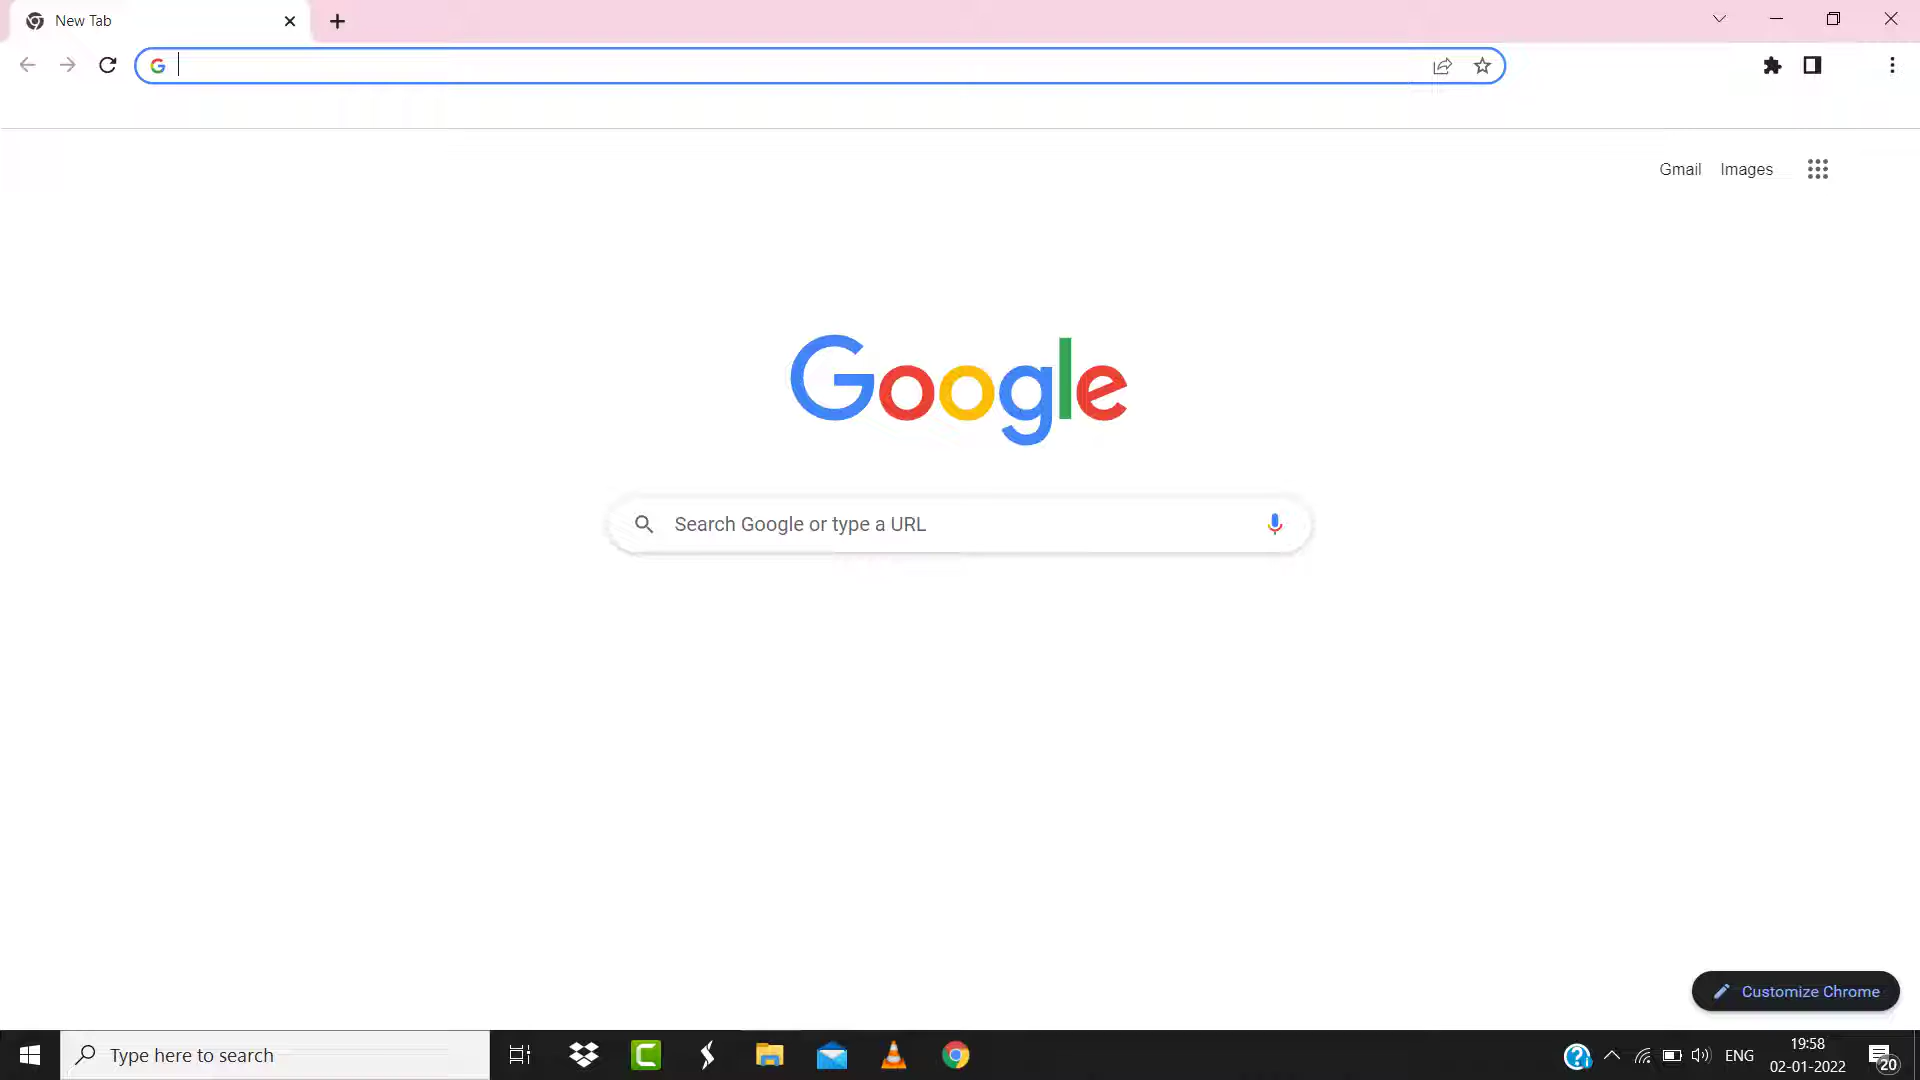 New Tab
Gmail Images
Google
Search Google or type a URL
Customize Chrome
Type here to search
ENG
19:58
02-01-2022
20